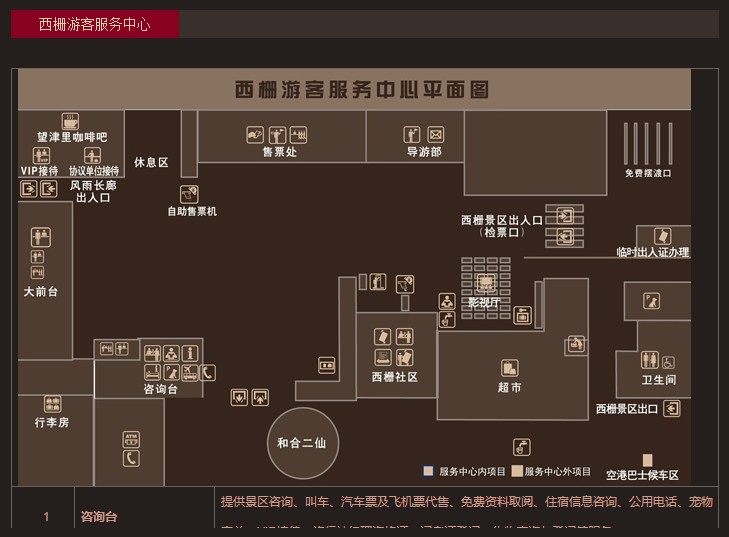 西栅游客服务中心
西栅游客服务中心平面图
望津里咖啡吧
VIP接待
协议单位接待
风雨长廊
出入口
休息区
售票处
导游部
免费摆渡口
自助售票机
西栅景区出入口
(检票口)
临时出入证办理
大前台
影视厅
咨询台
西栅社区
超市
卫生间
西栅景区出口
行李房
ATM
和合二仙
服务中心内项目
服务中心外项目
空港巴士候车区
1
咨询台
提供景区咨询、叫车、汽车票及飞机票代售、免费资料取阅、住宿信息咨询、公用电话、宠物